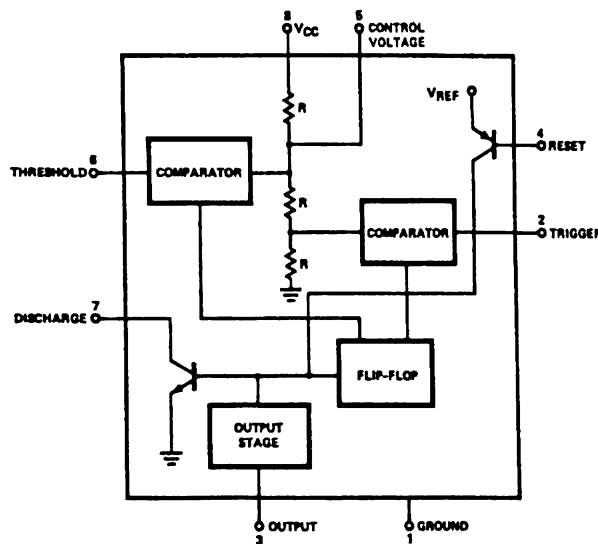 8
VCC
5
CONTROL
VOLTAGE
R
VREF
4
RESET
6
THRESHOLD
COMPARATOR
R
COMPARATOR
2
TRIGGER
R
7
DISCHARGE
FLIP-FLOP
OUTPUT
STAGE
OUTPUT
3
GROUND
1